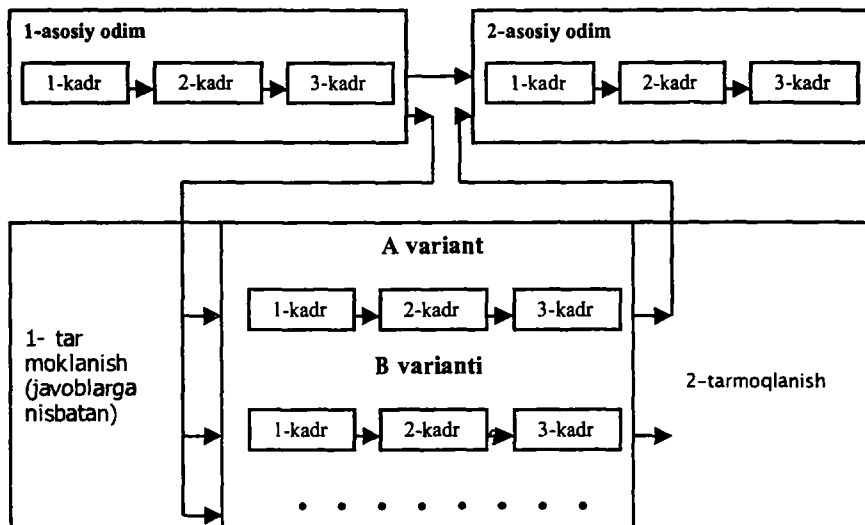 1-asosiy odim
1-kadr 2-kadr 3-kadr
2-asosiy odim
1-kadr 2-kadr 3-kadr
A variant
1-kadr 2-kadr 3-kadr
1- tar
moklanish
(javoblarga
nisbatan)
B varianti
1-kadr 2-kadr 3-kadr
2-tarmoqlanish